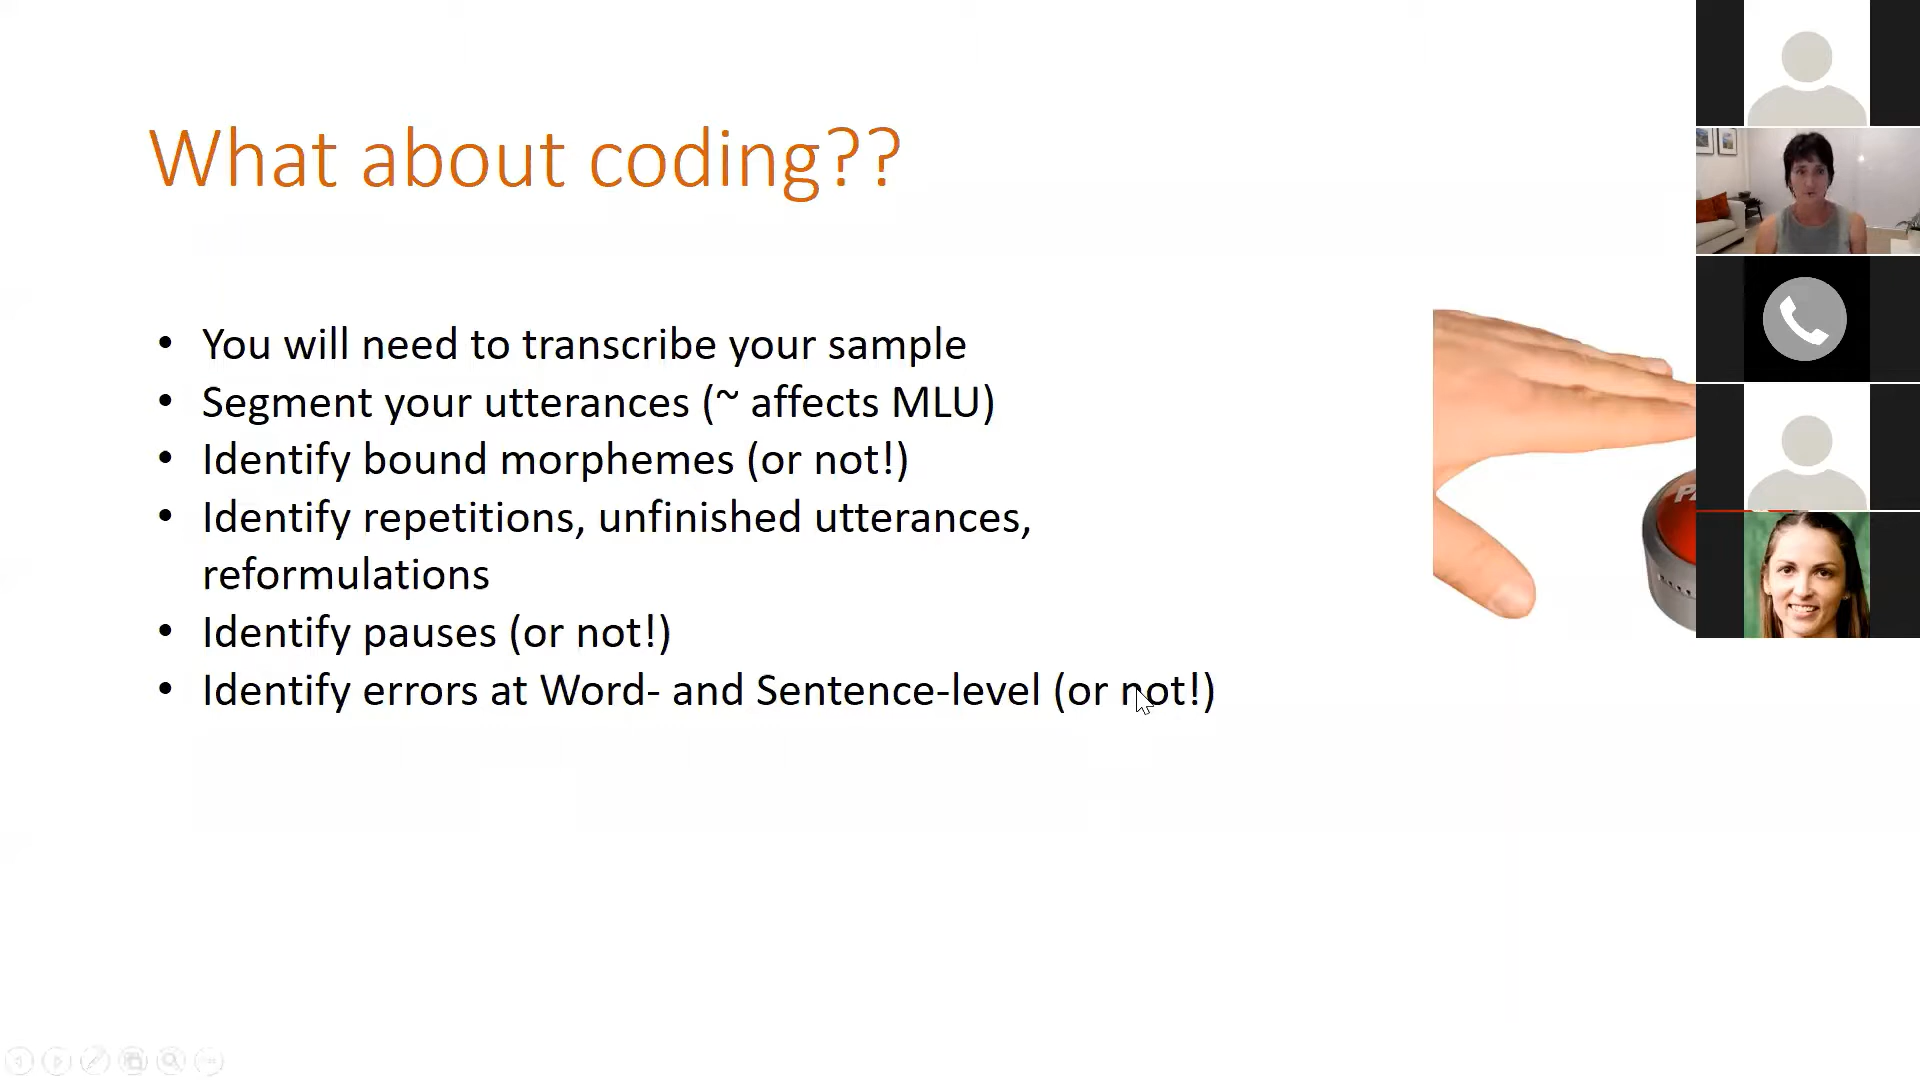 What about coding??
• You will need to transcribe your sample
• Segment your utterances (~ affects MLU)
• Identify bound morphemes (or not!)
• Identify repetitions, unfinished utterances,
reformulations
• Identify pauses (or not!)
• Identify errors at Word- and Sentence-level (or not!)